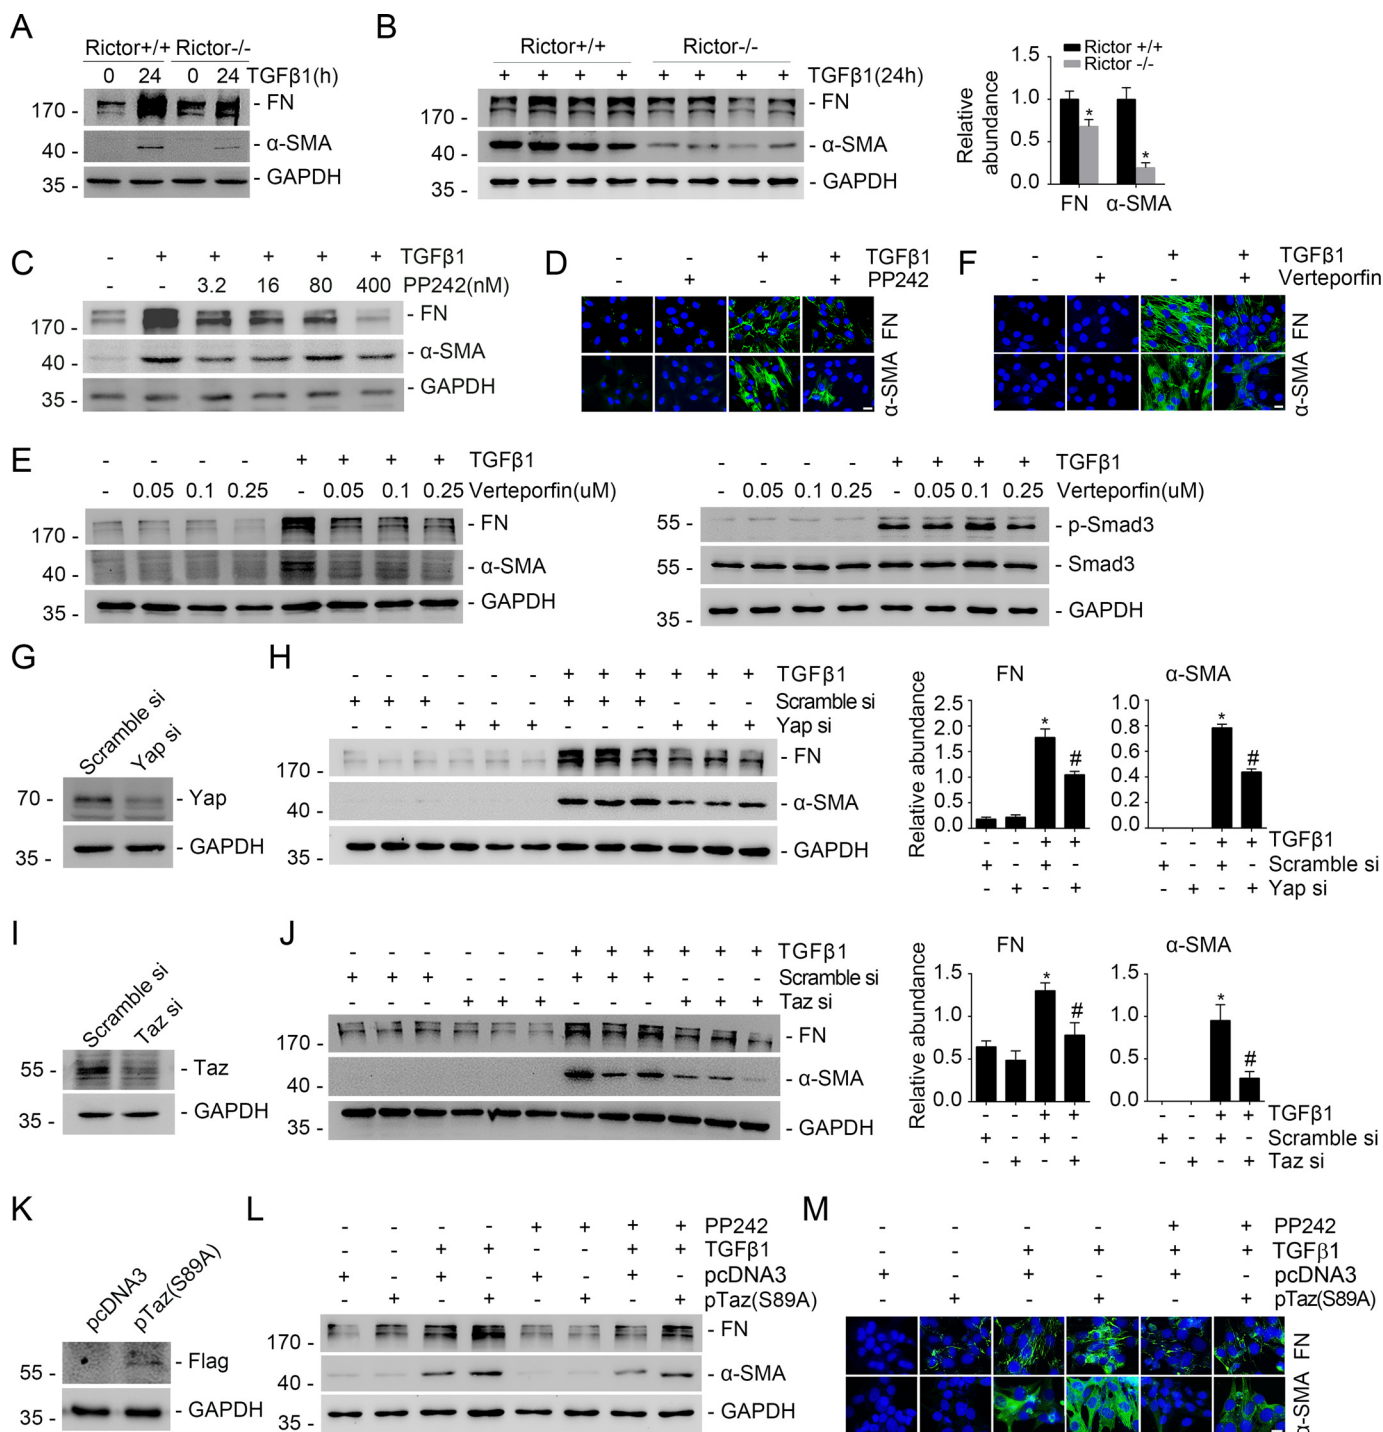 A
Rictor+/+ Rictor-/-
0 24 0 24 TGFβ1(h)
170 - - FN
40 - - α-SMA
35 - - GAPDH
B
Rictor+/+ Rictor-/-
+ + + + + + + + TGFβ1(24h)
170 - - FN
40 - - α-SMA
35 - - GAPDH
Rictor +/+
Rictor -/-
Relative abundance
1.5
1.0
0.5
0.0
* *
FN α-SMA
C
- + + + + + TGFβ1
- - 3.2 16 80 400 PP242(nM)
170 - - FN
40 - - α-SMA
35 - - GAPDH
D
- - + + TGFβ1
- + - + PP242
FN
α-SMA
F
- - + + TGFβ1
- + - + Verteporfin
FN
α-SMA
E
- - - - + + + + TGFβ1
- 0.05 0.1 0.25 - 0.05 0.1 0.25 Verteporfin(uM)
170 - - FN
40 - - α-SMA
35 - - GAPDH
- - - - + + + + TGFβ1
- 0.05 0.1 0.25 - 0.05 0.1 0.25 Verteporfin(uM)
55 - - p-Smad3
55 - - Smad3
35 - - GAPDH
G
Scramble si
Yap si
70 - - Yap
35 - - GAPDH
H
- - - - - - + + + + + + TGFβ1
+ + + - - - + + + - - - Scramble si
- - - + + + - - - + + + Yap si
170 - - FN
40 - - α-SMA
35 - - GAPDH
FN
Relative abundance
2.5
2.0
1.5
1.0
0.5
0.0
* #
α-SMA
1.0
0.8
0.6
0.4
0.2
0.0
* #
- - + + - - + + TGFβ1
+ - + - + - + - Scramble si
- + - + - + - + Yap si
I
Scramble si
Taz si
55 - - Taz
35 - - GAPDH
J
- - - - - - + + + + + + TGFβ1
+ + + - - - + + + - - - Scramble si
- - - + + + - - - + + + Taz si
170 - - FN
40 - - α-SMA
35 - - GAPDH
FN
Relative abundance
1.5
1.0
0.5
0.0
* #
α-SMA
1.5
1.0
0.5
0.0
* #
- - + + - - + + TGFβ1
+ - + - + - + - Scramble si
- + - + - + - + Taz si
K
pcDNA3
pTaz(S89A)
55 - - Flag
35 - - GAPDH
L
- - - - + + + + PP242
- - + + - - + + TGFβ1
+ - + - + - + - pcDNA3
- + - + - + - + pTaz(S89A)
170 - - FN
40 - - α-SMA
35 - - GAPDH
M
- - - - + + PP242
- - + + + + TGFβ1
+ - + - + - pcDNA3
- + - + - + pTaz(S89A)
FN
α-SMA